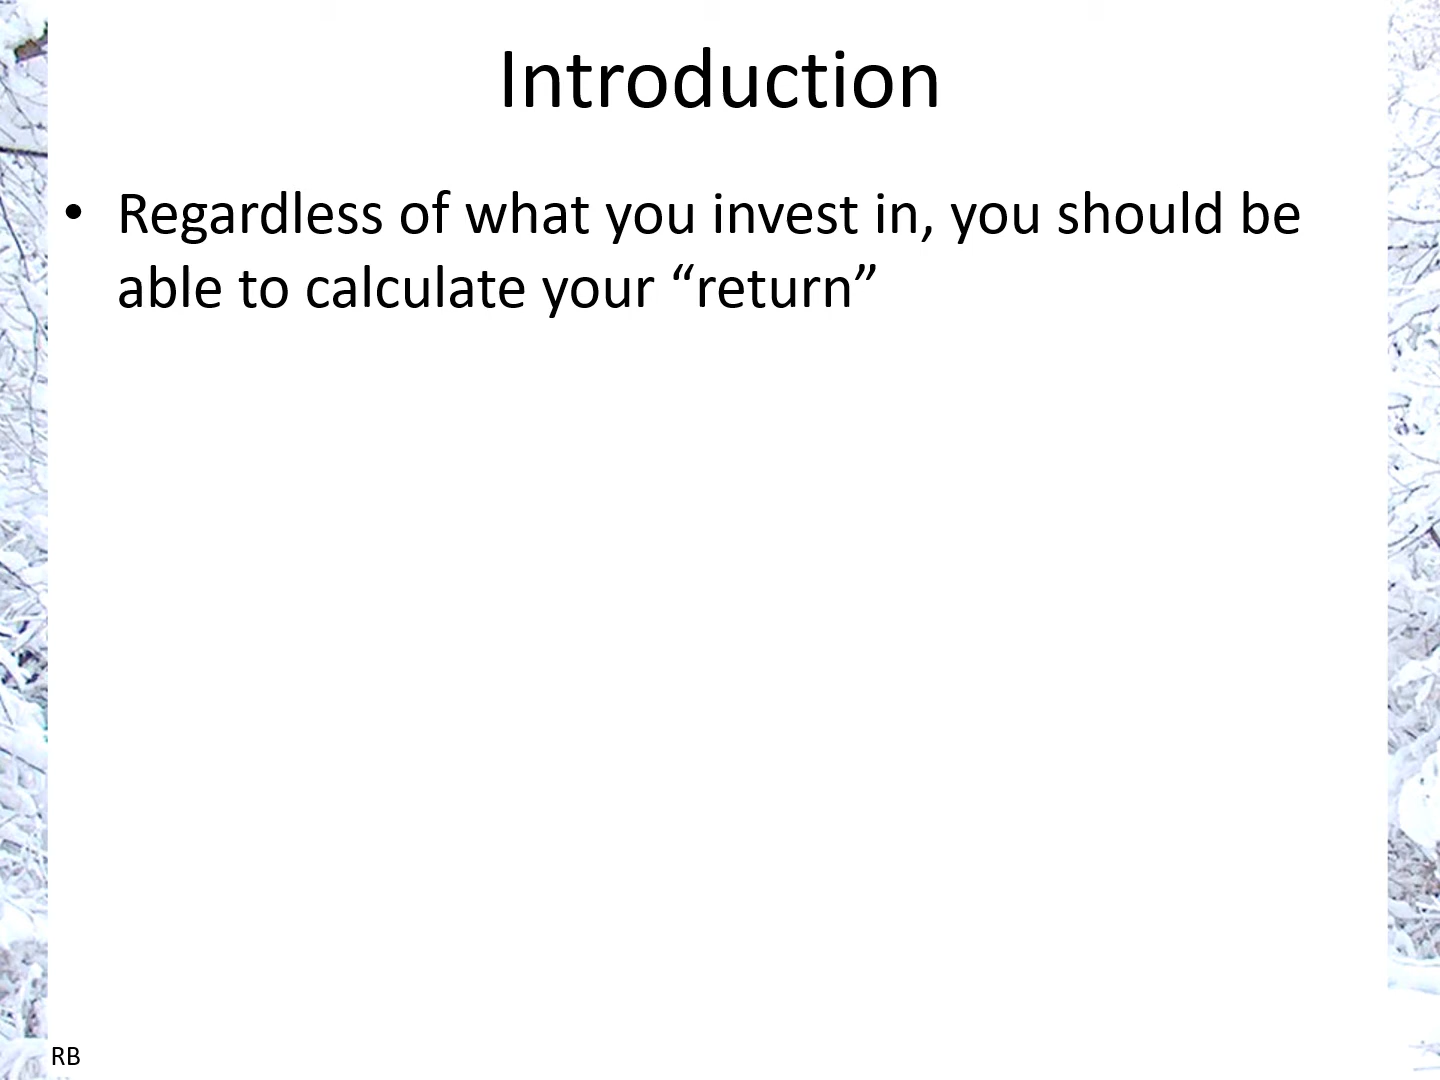 Introduction
• Regardless of what you invest in, you should be
able to calculate your “return”
RB